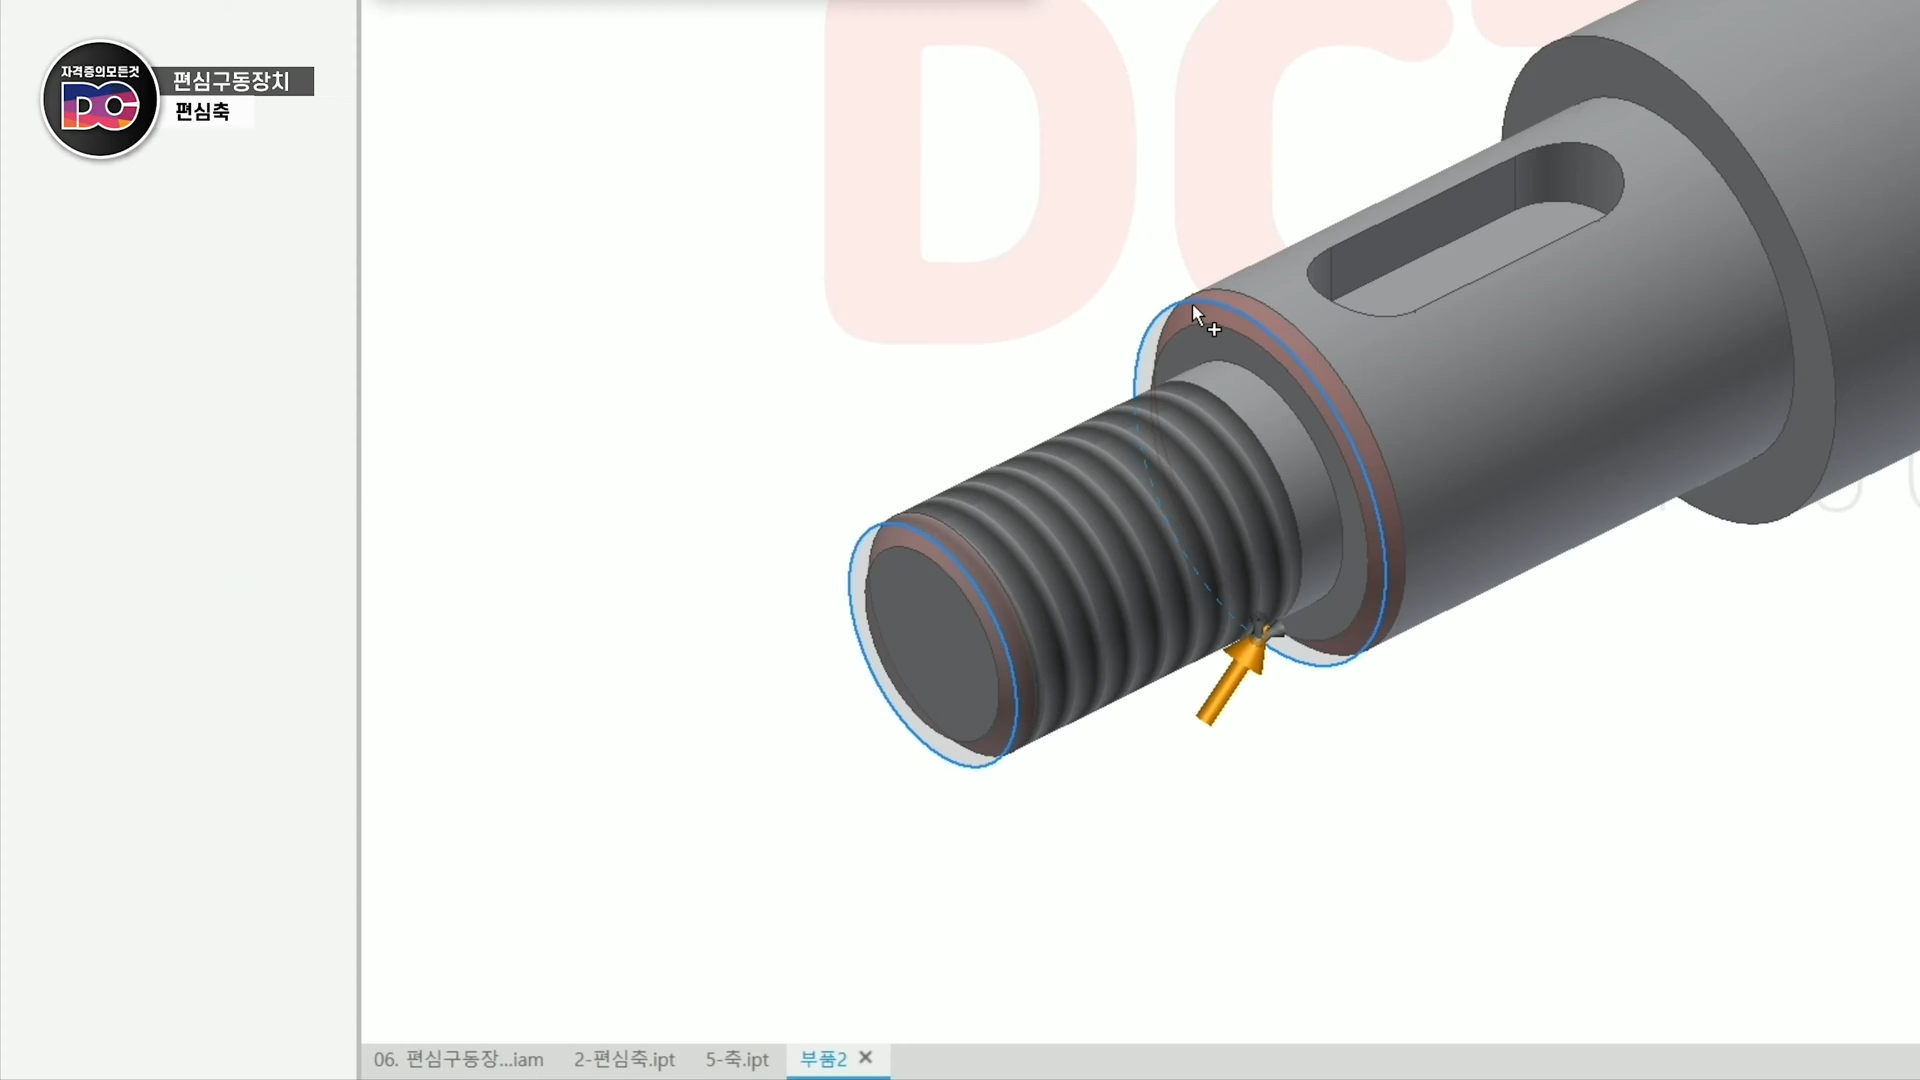 자격증의모든것
DC
편심구동장치
편심축
06. 편심구동장...iam
2-편심축.ipt
5-축.ipt
부품2